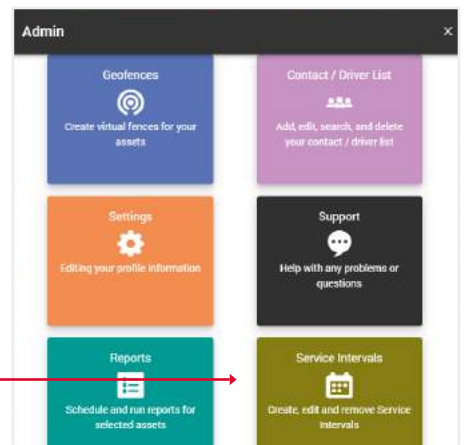 Admin
×
Geofences
Create virtual fences for your
assets
Contact / Driver List
Add, edit, search, and delete
your contact / driver list
Settings
Editing your profile information
Support
Help with any problems or
questions
Reports
Schedule and run reports for
selected assets
Service Intervals
Create, edit and remove Service
Intervals